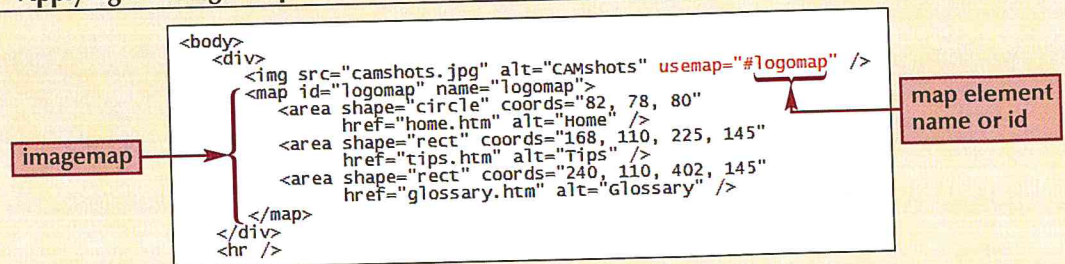 <body>
<div>
<img src="camshots.jpg" alt="CAMshots" usemap="#logomap" />
<map id="logomap" name="logomap">
<area shape="circle" coords="82, 78, 80"
href="home.htm" alt="Home" />
<area shape="rect" coords="168, 110, 225, 145"
href="tips.htm" alt="Tips" />
<area shape="rect" coords="240, 110, 402, 145"
href="glossary.htm" alt="Glossary" />
</map>
</div>
<hr />
imagemap
map element
name or id